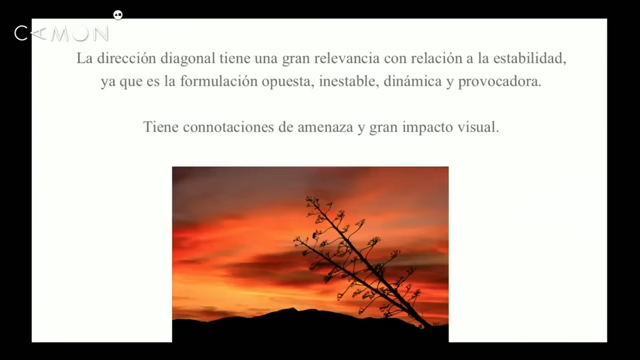 CAMON
La dirección diagonal tiene una gran relevancia con relación a la estabilidad,
ya que es la formulación opuesta, inestable, dinámica y provocadora.
Tiene connotaciones de amenaza y gran impacto visual.